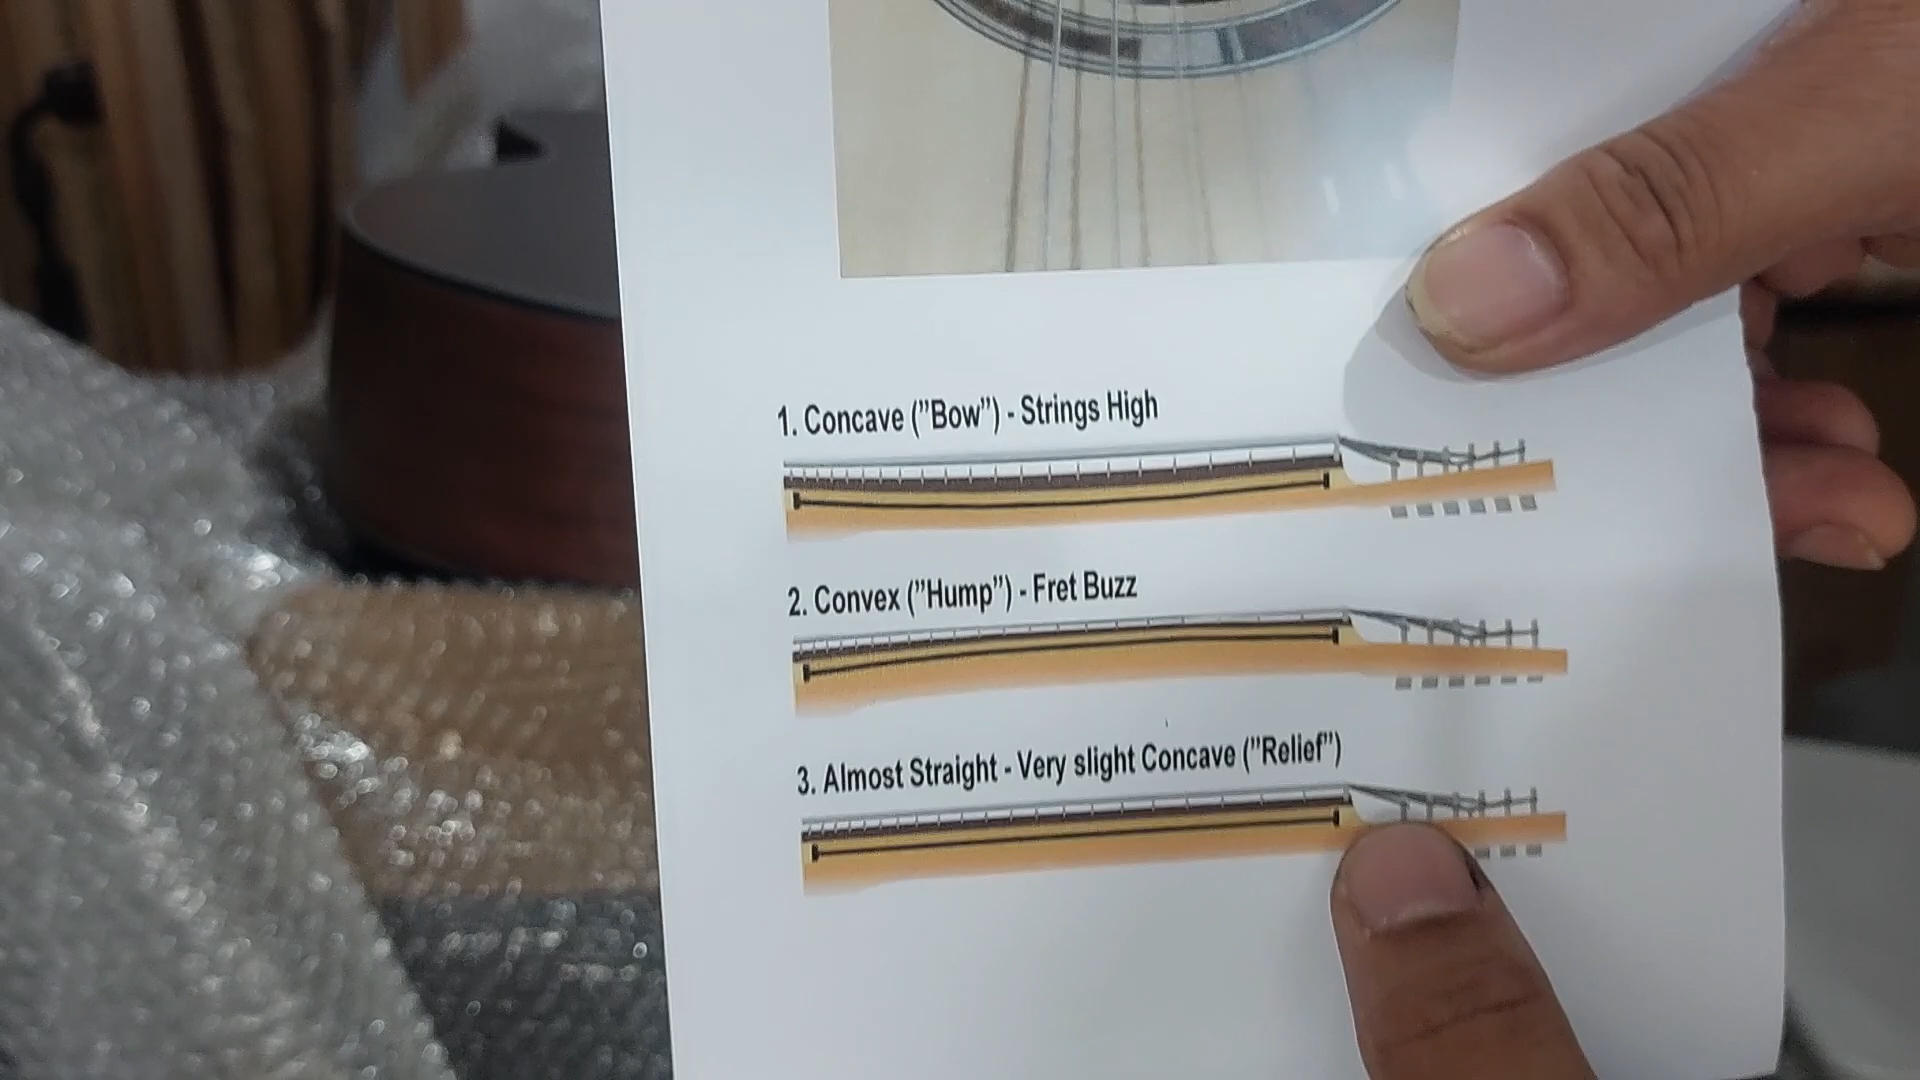 1. Concave (”Bow”) - Strings High
2. Convex (”Hump”) - Fret Buzz
3. Almost Straight - Very slight Concave (”Relief”)